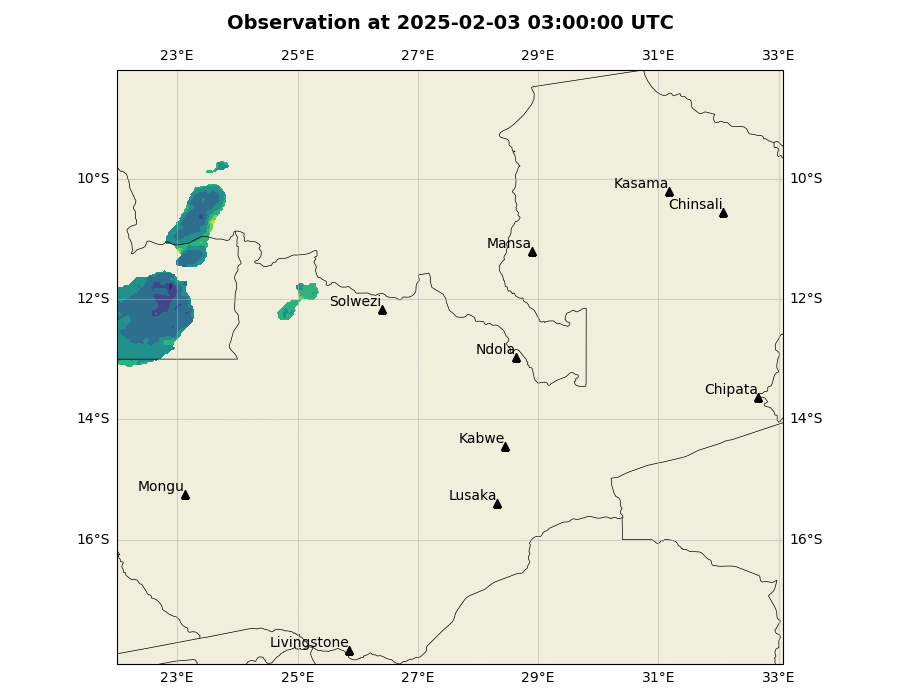 Observation at 2025-02-03 03:00:00 UTC
23°E 25°E 27°E 29°E 31°E 33°E
10°S 10°S
Kasama
Chinsali
Mansa
12°S 12°S
Solwezi
Ndola
Chipata
14°S 14°S
Kabwe
Mongu
Lusaka
16°S 16°S
Livingstone
23°E 25°E 27°E 29°E 31°E 33°E